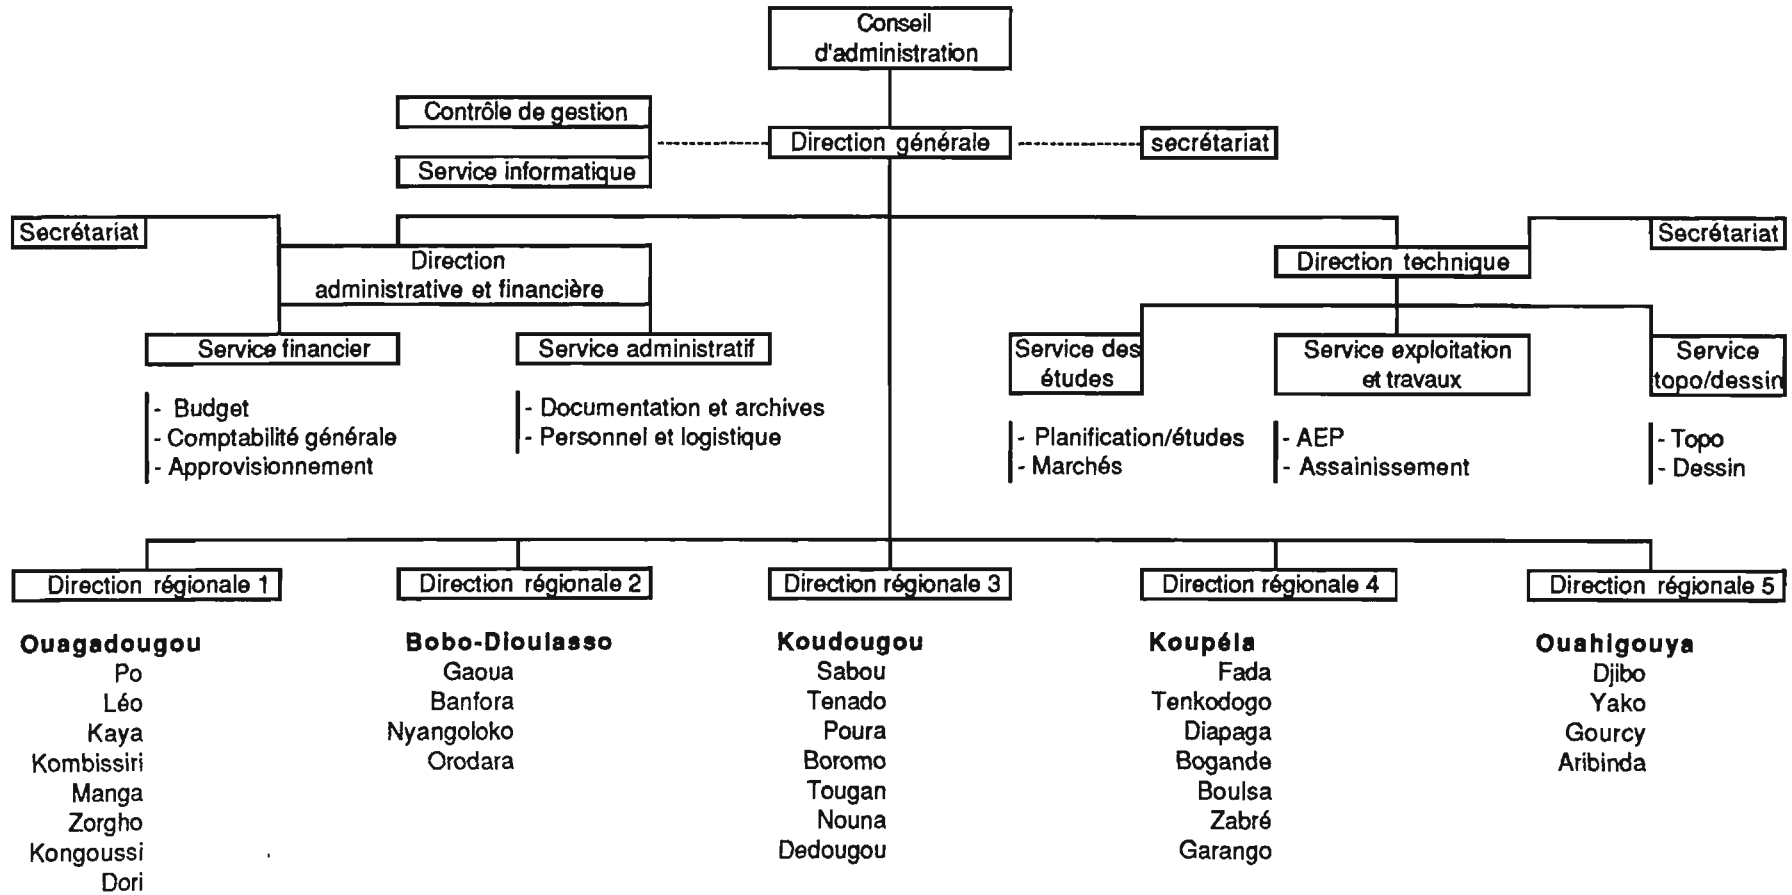 Conseil
d'administration
Contrôle de gestion
Direction générale
secrétariat
Service informatique
Secrétariat
Direction
administrative et financière
Direction technique
Secrétariat
Service financier
Service administratif
Service des
études
Service exploitation
et travaux
Service
topo/dessin
- Budget
- Comptabilité générale
- Approvisionnement
- Documentation et archives
- Personnel et logistique
- Planification/études
- Marchés
- AEP
- Assainissement
- Topo
- Dessin
Direction régionale 1
Direction régionale 2
Direction régionale 3
Direction régionale 4
Direction régionale 5
Ouagadougou
Po
Léo
Kaya
Kombissiri
Manga
Zorgho
Kongoussi
Dori
Bobo-Dioulasso
Gaoua
Banfora
Nyangoloko
Orodara
Koudougou
Sabou
Tenado
Poura
Boromo
Tougan
Nouna
Dedougou
Koupéla
Fada
Tenkodogo
Diapaga
Bogande
Boulsa
Zabré
Garango
Ouahigouya
Djibo
Yako
Gourcy
Aribinda